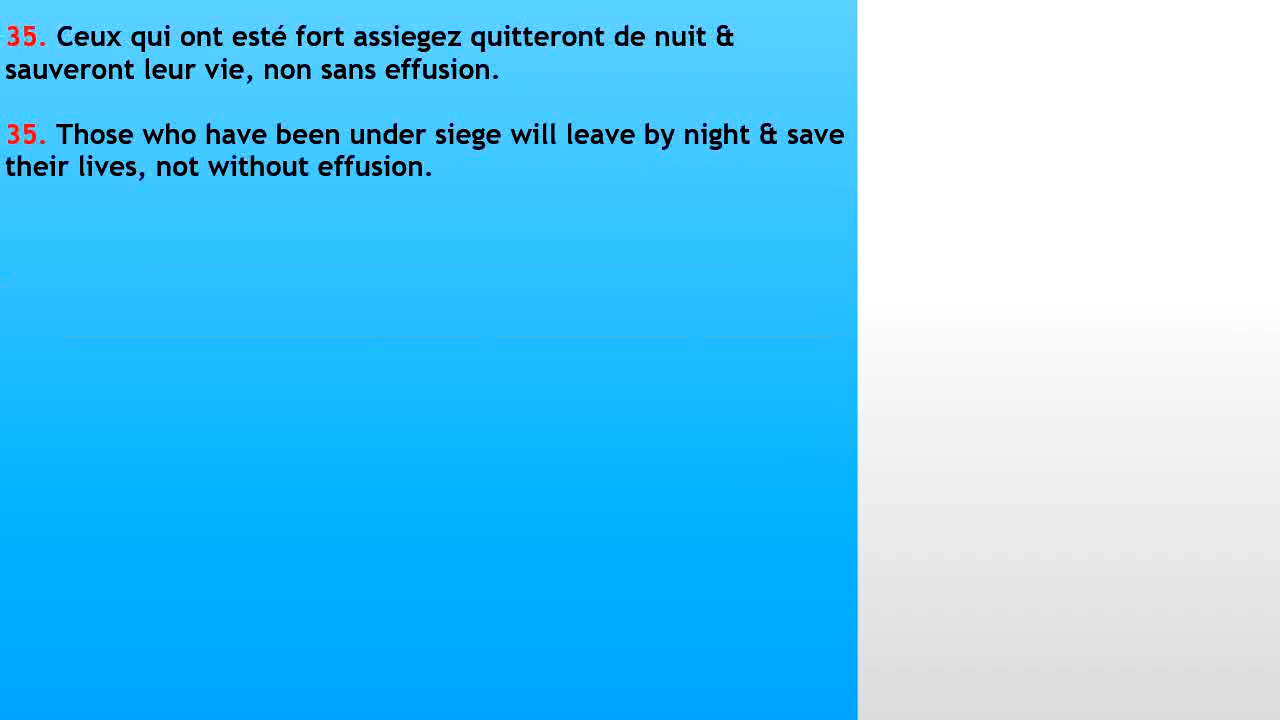 35. Ceux qui ont esté fort assiegez quitteront de nuit &
sauveront leur vie, non sans effusion.
35. Those who have been under siege will leave by night & save
their lives, not without effusion.